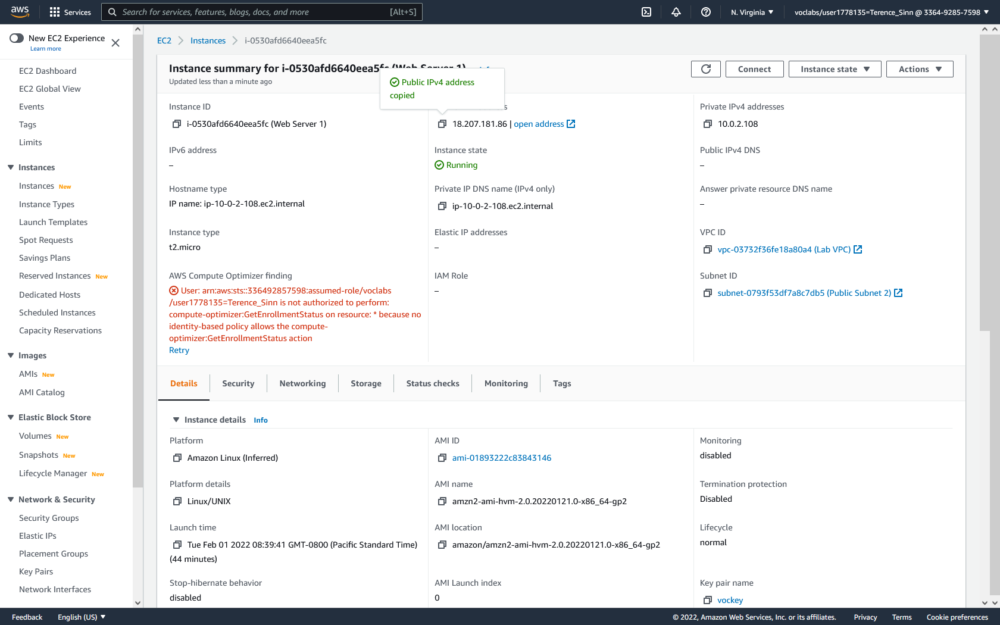 aws
Services
Search for services, features, blogs, docs, and more
[Alt+S]
N. Virginia
voclabs/user1778135=Terence_Sinn @ 3364-9285-7598
New EC2 Experience
Learn more
EC2 Dashboard
EC2 Global View
Events
Tags
Limits
Instances
Instances New
Instance Types
Launch Templates
Spot Requests
Savings Plans
Reserved Instances New
Dedicated Hosts
Scheduled Instances
Capacity Reservations
Images
AMIs New
AMI Catalog
Elastic Block Store
Volumes New
Snapshots New
Lifecycle Manager New
Network & Security
Security Groups
Elastic IPs
Placement Groups
Key Pairs
Network Interfaces
EC2 Instances i-0530afd6640eea5fc
Instance summary for i-0530afd6640eea5fc (Web Server 1)
Updated less than a minute ago
Connect
Instance state
Actions
Public IPv4 address
copied
Instance ID
i-0530afd6640eea5fc (Web Server 1)
18.207.181.86 | open address
Private IPv4 addresses
10.0.2.108
IPv6 address
–
Instance state
Running
Public IPv4 DNS
–
Hostname type
IP name: ip-10-0-2-108.ec2.internal
Private IP DNS name (IPv4 only)
ip-10-0-2-108.ec2.internal
Answer private resource DNS name
–
Instance type
t2.micro
Elastic IP addresses
–
VPC ID
vpc-03732f36fe18a80a4 (Lab VPC)
AWS Compute Optimizer finding
User: arn:aws:sts::336492857598:assumed-role/voclabs
/user1778135=Terence_Sinn is not authorized to perform:
compute-optimizer:GetEnrollmentStatus on resource: * because no
identity-based policy allows the compute-
optimizer:GetEnrollmentStatus action
Retry
IAM Role
–
Subnet ID
subnet-0793f53df7a8c7db5 (Public Subnet 2)
Details
Security
Networking
Storage
Status checks
Monitoring
Tags
Instance details Info
Platform
Amazon Linux (Inferred)
AMI ID
ami-01893222c83843146
Monitoring
disabled
Platform details
Linux/UNIX
AMI name
amzn2-ami-hvm-2.0.20220121.0-x86_64-gp2
Termination protection
Disabled
Launch time
Tue Feb 01 2022 08:39:41 GMT-0800 (Pacific Standard Time)
(44 minutes)
AMI location
amazon/amzn2-ami-hvm-2.0.20220121.0-x86_64-gp2
Lifecycle
normal
Stop-hibernate behavior
disabled
AMI Launch index
0
Key pair name
vockey
Feedback
English (US)
© 2022, Amazon Web Services, Inc. or its affiliates.
Privacy
Terms
Cookie preferences